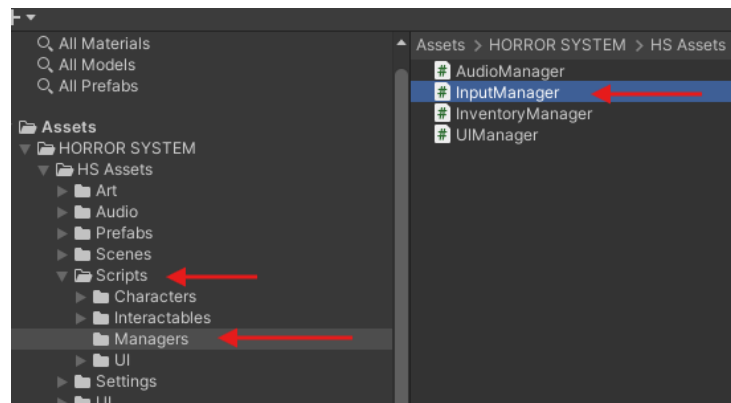 All Materials
All Models
All Prefabs
Assets
HORROR SYSTEM
HS Assets
Art
Audio
Prefabs
Scenes
Scripts
Characters
Interactables
Managers
UI
Settings
UI
Assets > HORROR SYSTEM > HS Assets
# AudioManager
# InputManager
# InventoryManager
# UIManager